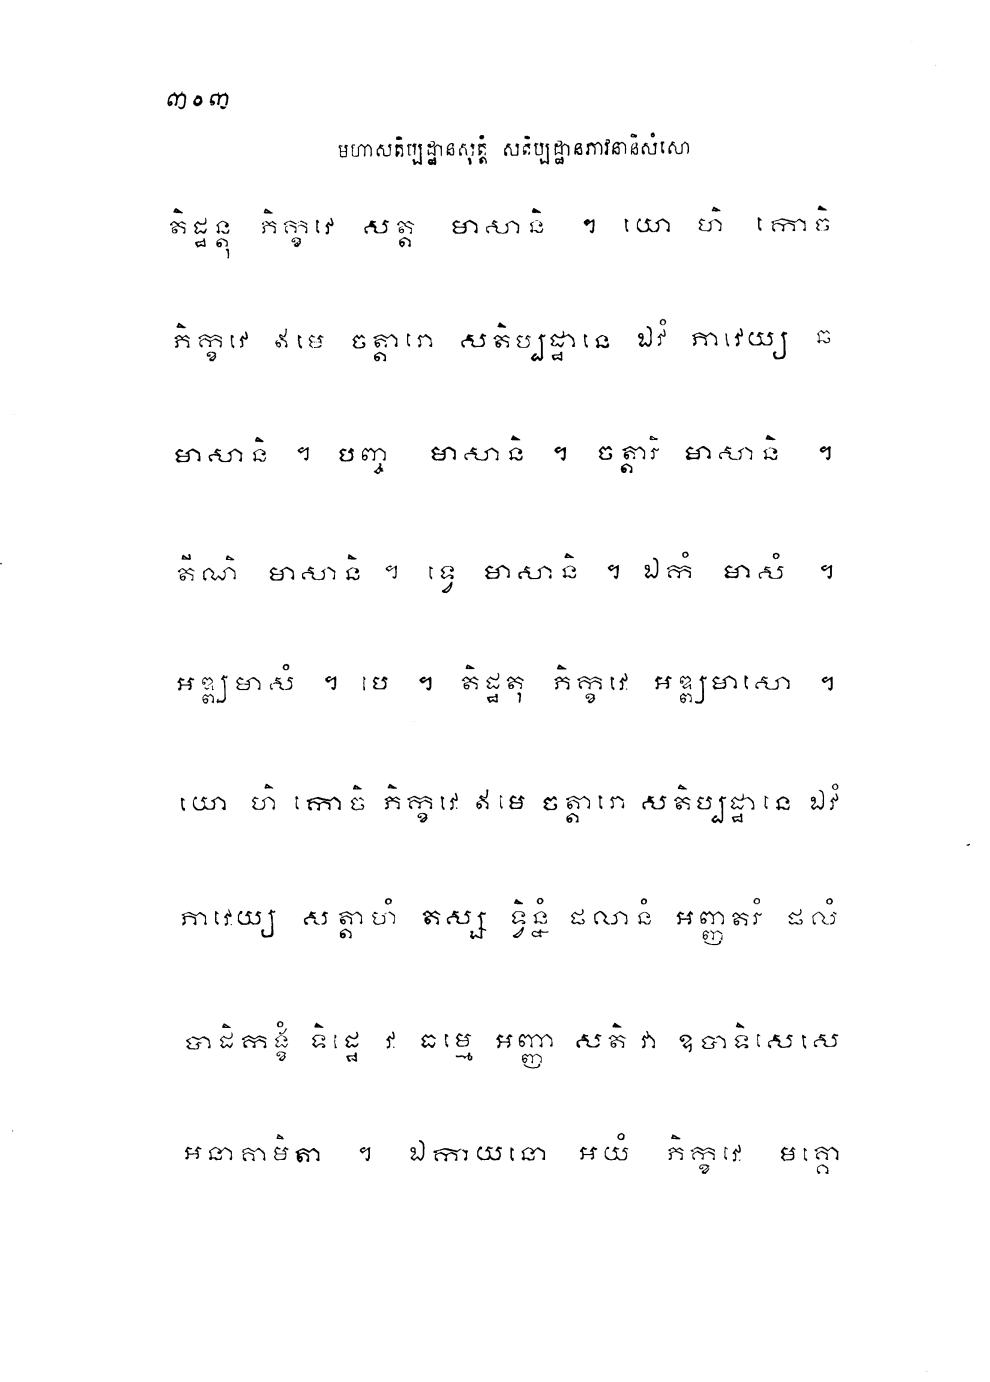 ៣០៣
មហាសតិប្បដ្ឋានសុត្តំ សតិប្បដ្ឋានភាវនានិសំសោ
តិដ្ឋន្តុ ភិក្ខវេ សត្ត មាសានិ ។ យោ ហិ កោចិ
ភិក្ខវេ ឥមេ ចត្តារោ សតិប្បដ្ឋានេ ឯវំ ភាវេយ្យ ឆ
មាសានិ ។ បញ្ច មាសានិ ។ ចត្តារិ មាសានិ ។
តីណិ មាសានិ ។ ទ្វេ មាសានិ ។ ឯកំ មាសំ ។
អឌ្ឍមាសំ ។ បេ ។ តិដ្ឋតុ ភិក្ខវេ អឌ្ឍមាសោ ។
យោ ហិ កោចិ ភិក្ខវេ ឥមេ ចត្តារោ សតិប្បដ្ឋានេ ឯវំ
ភាវេយ្យ សត្តាហំ តស្ស ទ្វិន្នំ ផលានំ អញ្ញតរំ ផលំ
បាដិកង្ខំ ទិដ្ឋេ វ ធម្មេ អញ្ញា សតិ វា ឧបាទិសេសេ
អនាគាមិតា ។ ឯកាយនោ អយំ ភិក្ខវេ មគ្គោ